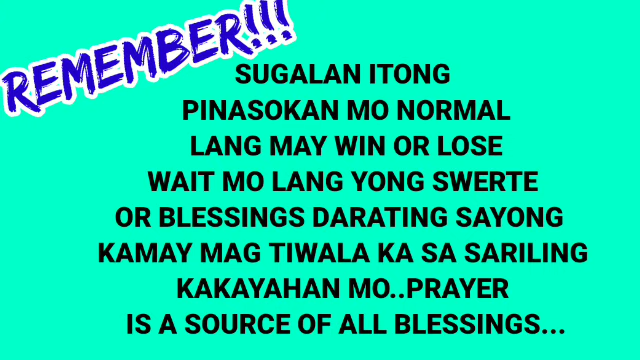 REMEMBER!!!
SUGALAN ITONG
PINASOKAN MO NORMAL
LANG MAY WIN OR LOSE
WAIT MO LANG YONG SWERTE
OR BLESSINGS DARATING SAYONG
KAMAY MAG TIWALA KA SA SARILING
KAKAYAHAN MO..PRAYER
IS A SOURCE OF ALL BLESSINGS...